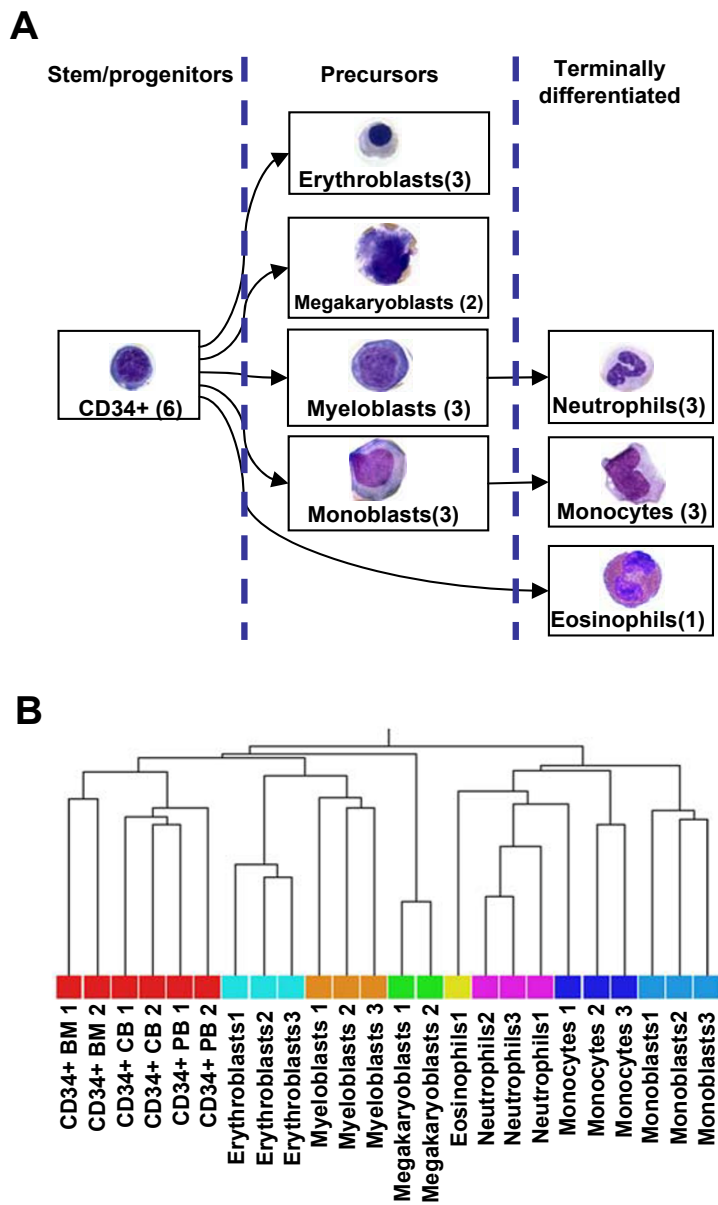 A
Stem/progenitors
Precursors
Terminally
differentiated
Erythroblasts(3)
Megakaryoblasts (2)
CD34+ (6)
Myeloblasts (3)
Neutrophils(3)
Monoblasts(3)
Monocytes (3)
Eosinophils(1)
B
CD34+ BM 1
CD34+ BM 2
CD34+ CB 1
CD34+ CB 2
CD34+ PB 1
CD34+ PB 2
Erythroblasts1
Erythroblasts2
Erythroblasts3
Myeloblasts 1
Myeloblasts 2
Myeloblasts 3
Megakaryoblasts 1
Megakaryoblasts 2
Eosinophils1
Neutrophils2
Neutrophils3
Neutrophils1
Monocytes 1
Monocytes 2
Monocytes 3
Monoblasts1
Monoblasts2
Monoblasts3